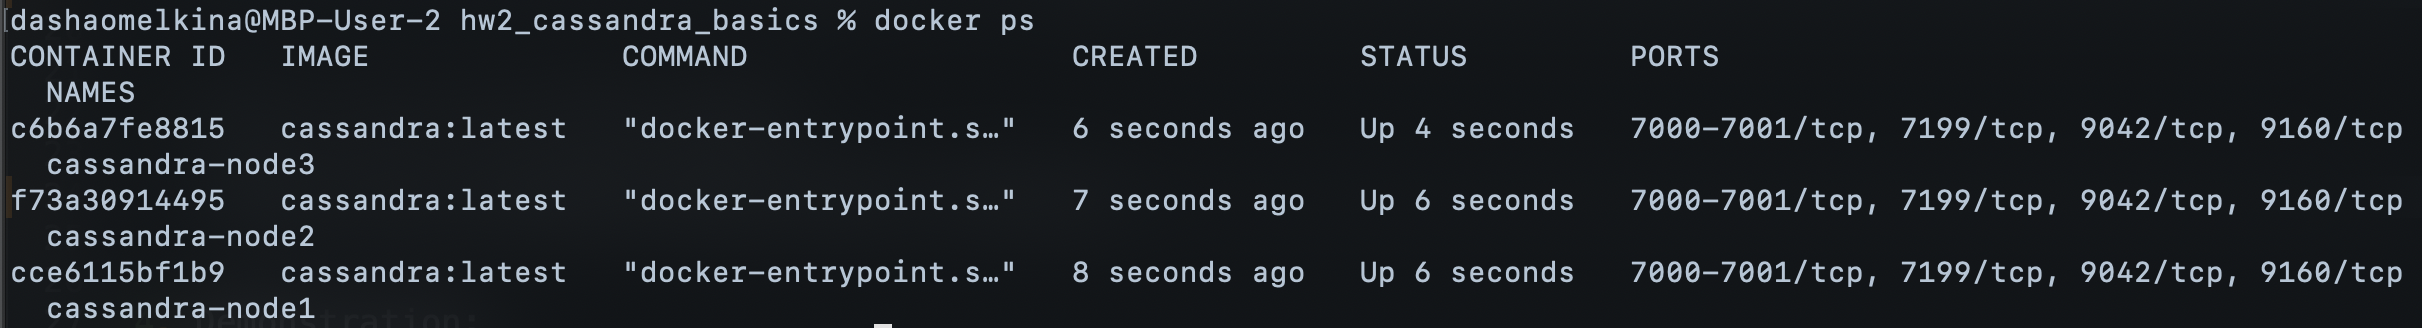 dashaomelkina@MBP-User-2 hw2_cassandra_basics % docker ps
CONTAINER ID   IMAGE              COMMAND                  CREATED         STATUS         PORTS
  NAMES
c6b6a7fe8815   cassandra:latest   "docker-entrypoint.s…"   6 seconds ago   Up 4 seconds   7000-7001/tcp, 7199/tcp, 9042/tcp, 9160/tcp
  cassandra-node3
f73a30914495   cassandra:latest   "docker-entrypoint.s…"   7 seconds ago   Up 6 seconds   7000-7001/tcp, 7199/tcp, 9042/tcp, 9160/tcp
  cassandra-node2
cce6115bf1b9   cassandra:latest   "docker-entrypoint.s…"   8 seconds ago   Up 6 seconds   7000-7001/tcp, 7199/tcp, 9042/tcp, 9160/tcp
  cassandra-node1